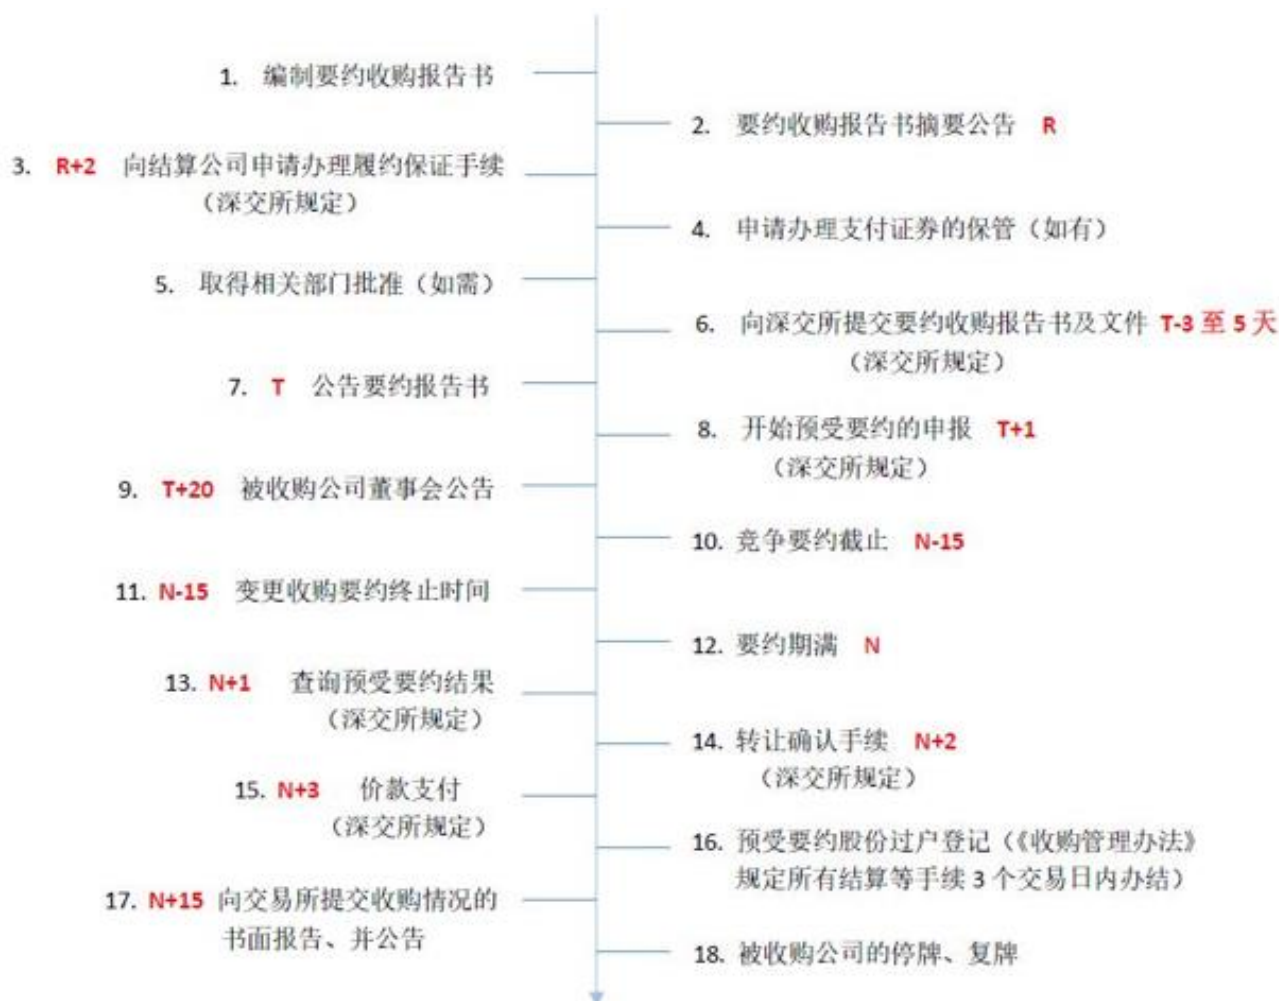 1. 编制要约收购报告书
2. 要约收购报告书摘要公告 R
3. R+2 向结算公司申请办理履约保证手续
（深交所规定）
4. 申请办理支付证券的保管（如有）
5. 取得相关部门批准（如需）
6. 向深交所提交要约收购报告书及文件 T-3 至 5 天
（深交所规定）
7. T 公告要约报告书
8. 开始预受要约的申报 T+1
（深交所规定）
9. T+20 被收购公司董事会公告
10. 竞争要约截止 N-15
11. N-15 变更收购要约终止时间
12. 要约期满 N
13. N+1 查询预受要约结果
（深交所规定）
14. 转让确认手续 N+2
（深交所规定）
15. N+3 价款支付
（深交所规定）
16. 预受要约股份过户登记（《收购管理办法》
规定所有结算等手续 3 个交易日内办结）
17. N+15 向交易所提交收购情况的
书面报告、并公告
18. 被收购公司的停牌、复牌